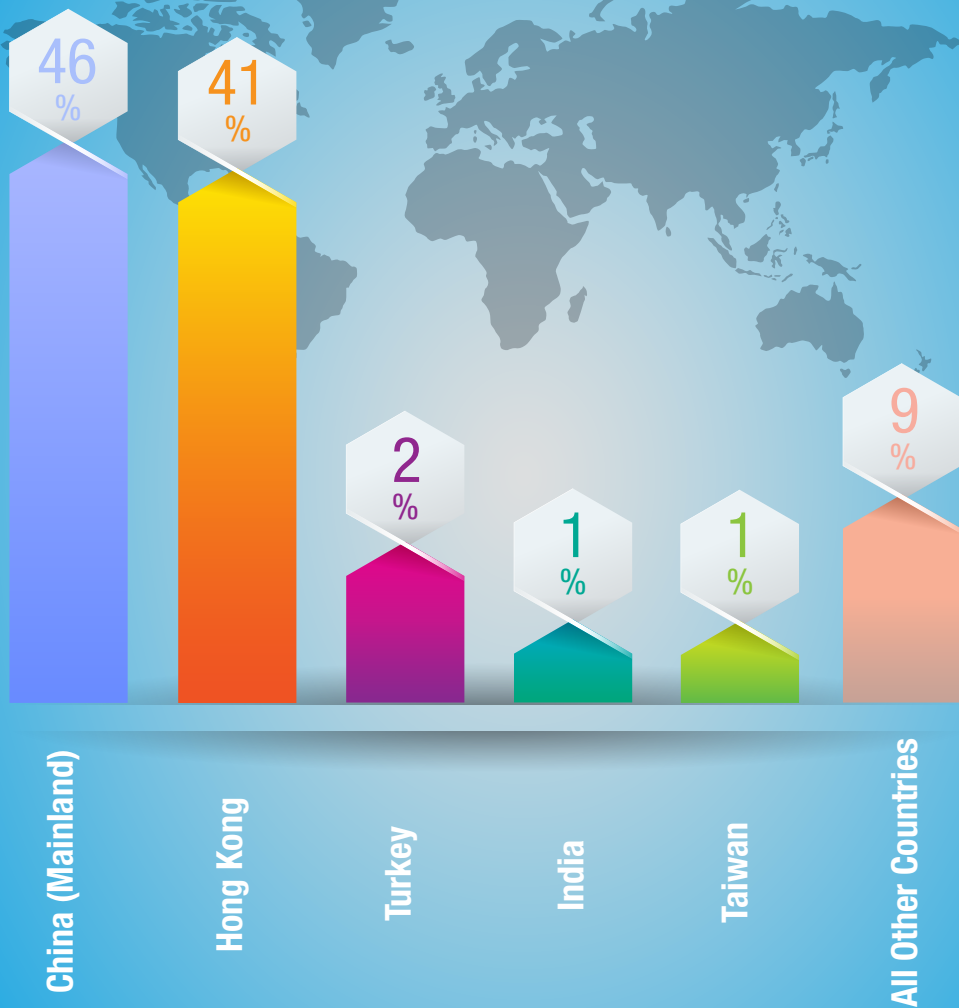 46
%
41
%
2
%
1
%
1
%
9
%
China (Mainland)
Hong Kong
Turkey
India
Taiwan
All Other Countries